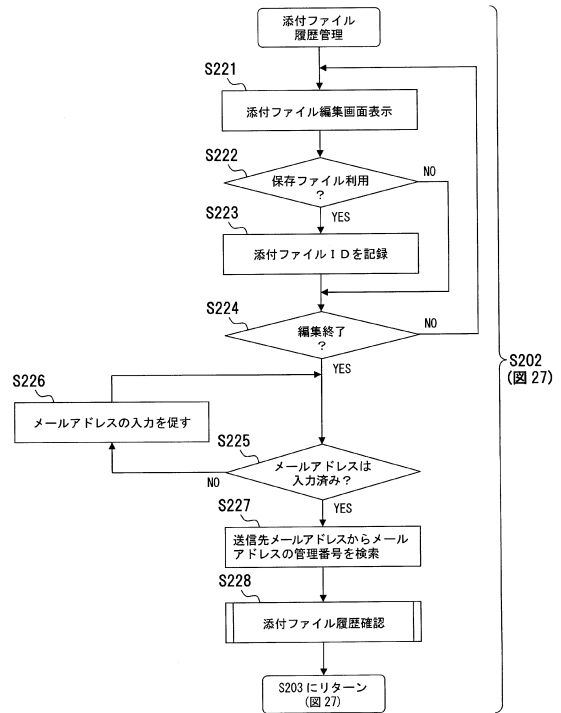 添付ファイル
履歴管理
S221
添付ファイル編集画面表示
S222
保存ファイル利用
?
NO
YES
S223
添付ファイルIDを記録
S224
編集終了
?
NO
YES
S226
メールアドレスの入力を促す
S225
メールアドレスは
入力済み?
NO
YES
S227
送信先メールアドレスからメール
アドレスの管理番号を検索
S228
添付ファイル履歴確認
S203にリターン
(図27)
S202
(図27)